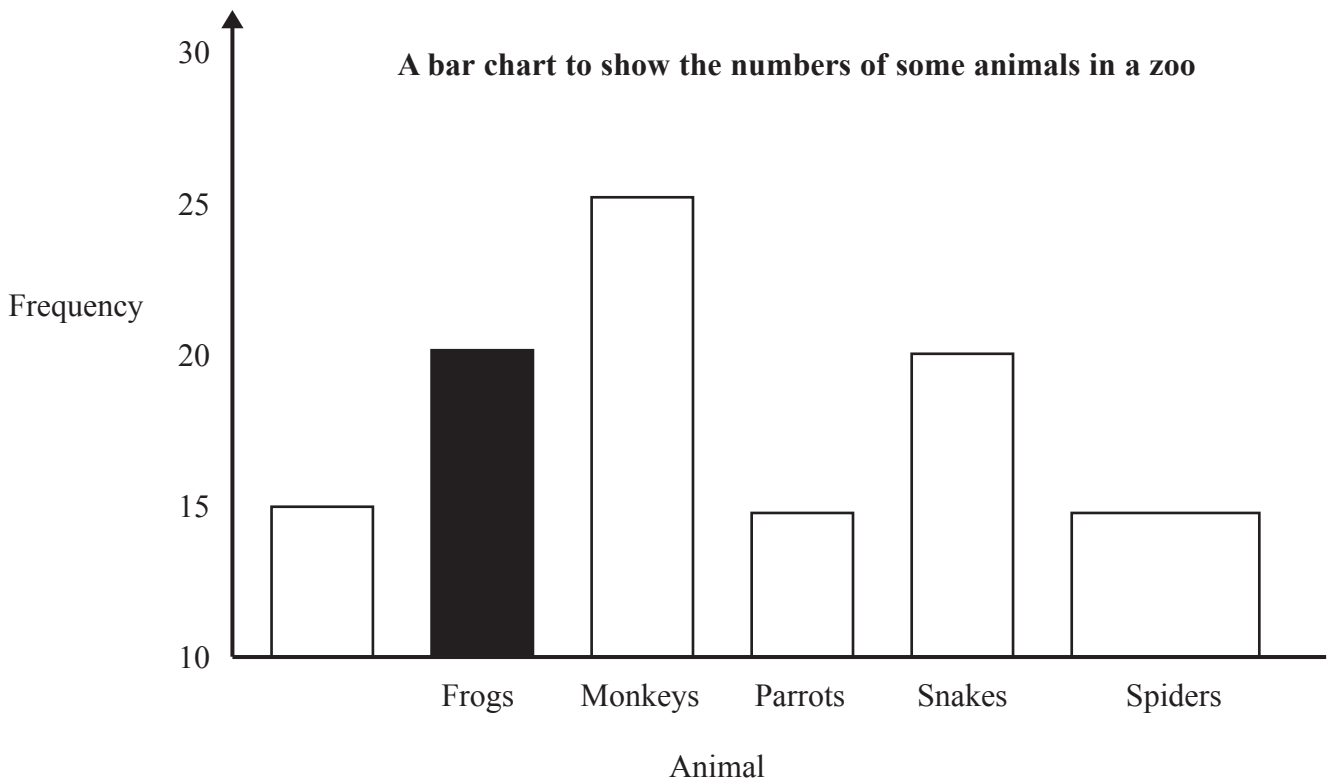 A bar chart to show the numbers of some animals in a zoo
30
25
Frequency
20
15
10
Frogs Monkeys Parrots Snakes Spiders
Animal